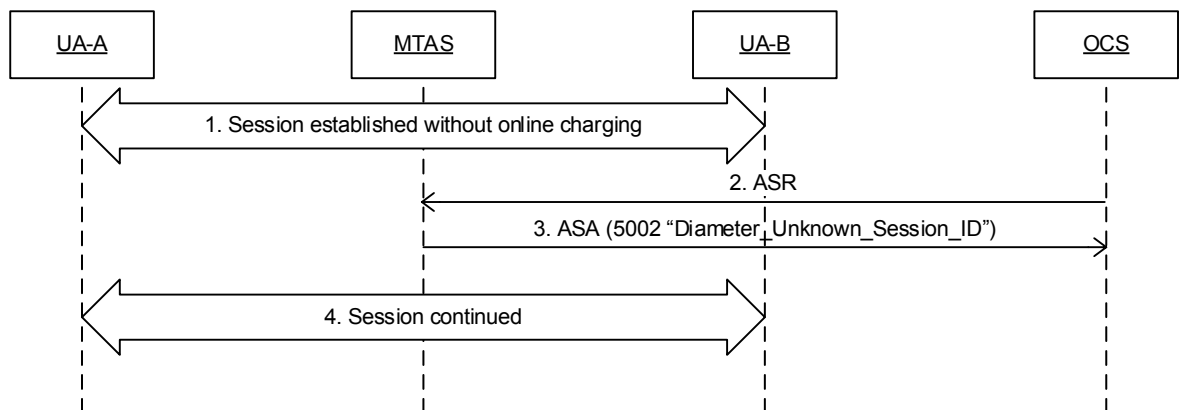 UA-A
MTAS
UA-B
OCS
1. Session established without online charging
2. ASR
3. ASA (5002 “Diameter_Unknown_Session_ID”)
4. Session continued